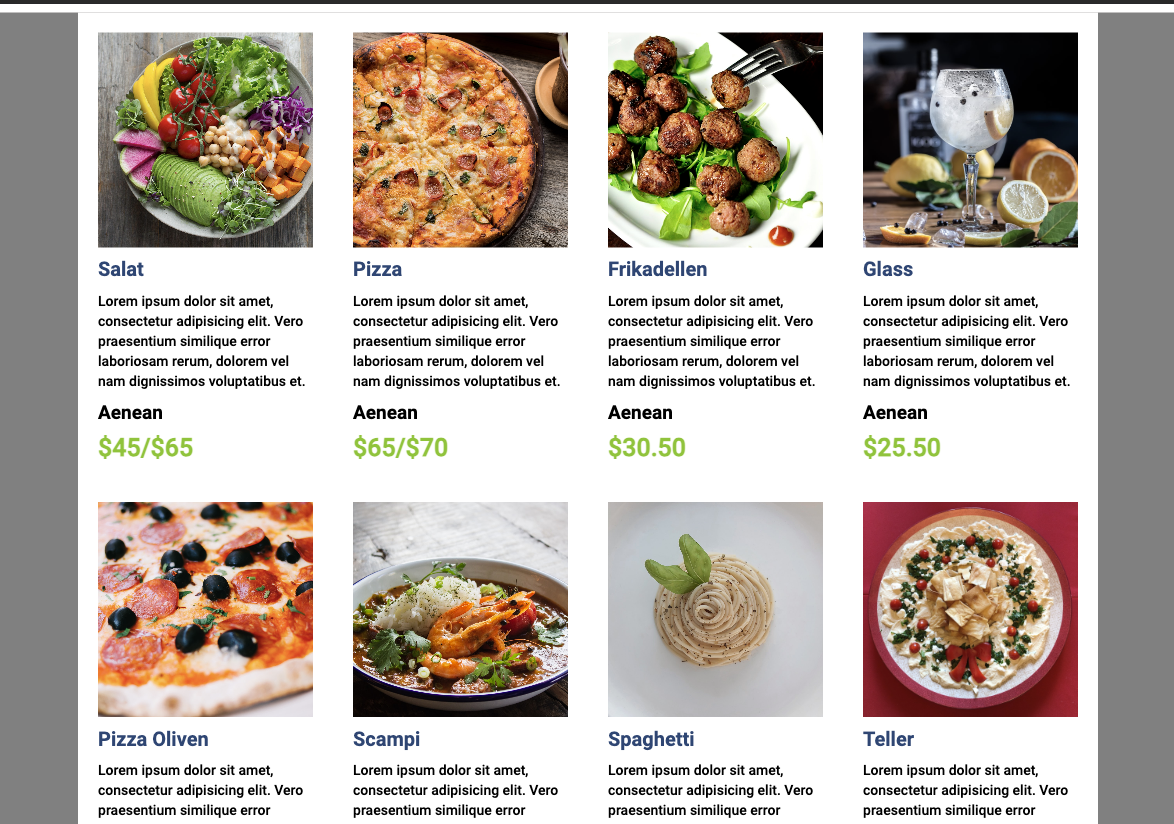 Salat
Lorem ipsum dolor sit amet,
consectetur adipisicing elit. Vero
praesentium similique error
laboriosam rerum, dolorem vel
nam dignissimos voluptatibus et.
Aenean
$45/$65
Pizza
Lorem ipsum dolor sit amet,
consectetur adipisicing elit. Vero
praesentium similique error
laboriosam rerum, dolorem vel
nam dignissimos voluptatibus et.
Aenean
$65/$70
Frikadellen
Lorem ipsum dolor sit amet,
consectetur adipisicing elit. Vero
praesentium similique error
laboriosam rerum, dolorem vel
nam dignissimos voluptatibus et.
Aenean
$30.50
Glass
Lorem ipsum dolor sit amet,
consectetur adipisicing elit. Vero
praesentium similique error
laboriosam rerum, dolorem vel
nam dignissimos voluptatibus et.
Aenean
$25.50
Pizza Oliven
Lorem ipsum dolor sit amet,
consectetur adipisicing elit. Vero
praesentium similique error
Scampi
Lorem ipsum dolor sit amet,
consectetur adipisicing elit. Vero
praesentium similique error
Spaghetti
Lorem ipsum dolor sit amet,
consectetur adipisicing elit. Vero
praesentium similique error
Teller
Lorem ipsum dolor sit amet,
consectetur adipisicing elit. Vero
praesentium similique error